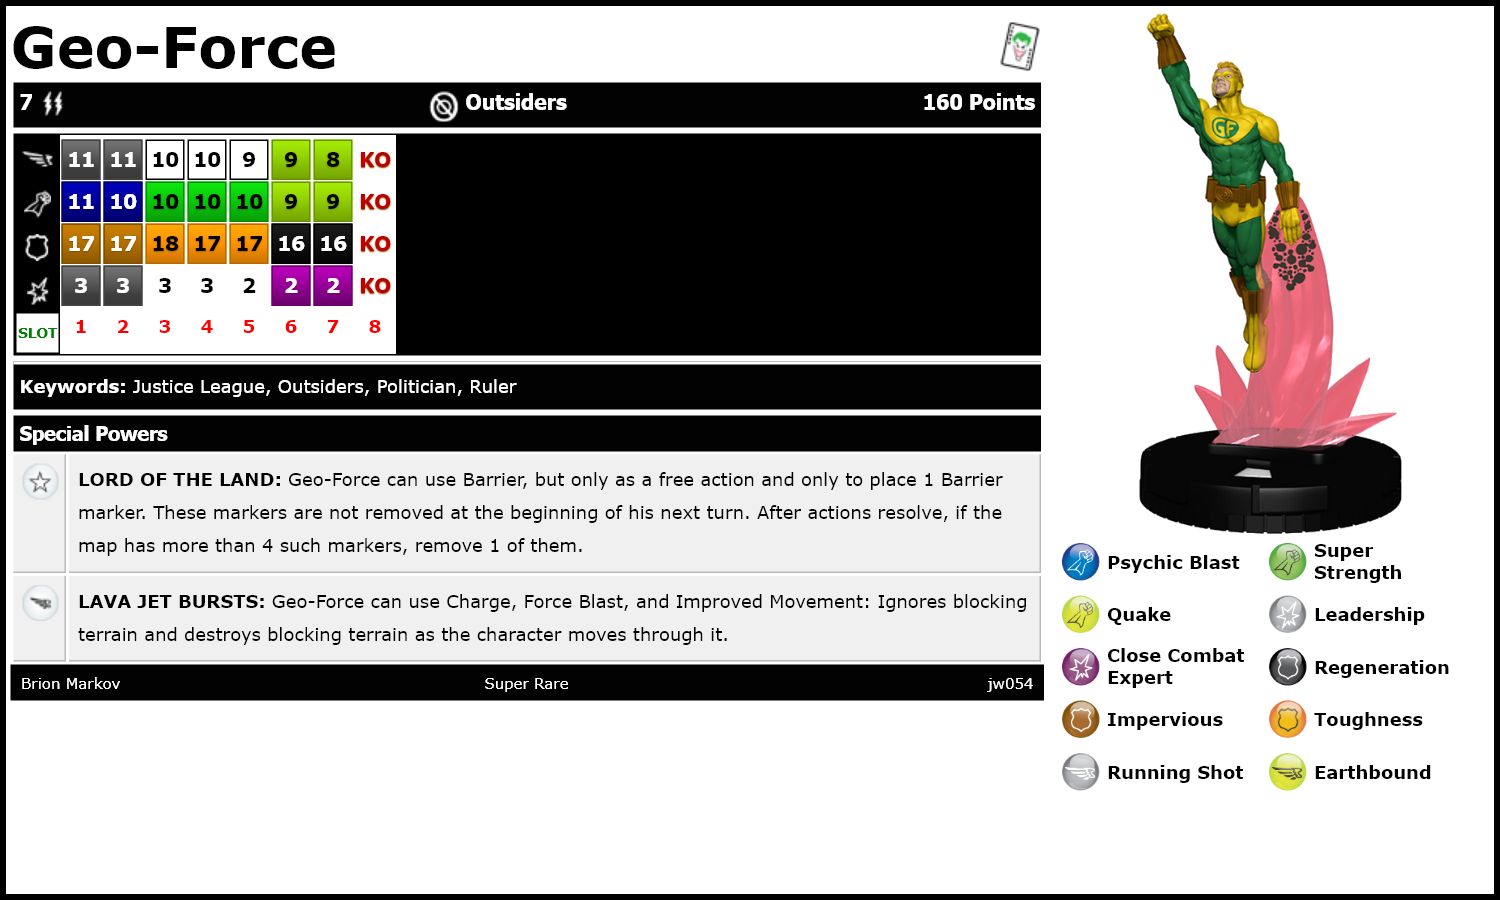 Geo-Force
7 Outsiders 160 Points
11 11 10 10 9 9 8 KO
11 10 10 10 10 9 9 KO
17 17 18 17 17 16 16 KO
3 3 3 3 2 2 2 KO
SLOT 1 2 3 4 5 6 7 8
Keywords: Justice League, Outsiders, Politician, Ruler
Special Powers
LORD OF THE LAND: Geo-Force can use Barrier, but only as a free action and only to place 1 Barrier
marker. These markers are not removed at the beginning of his next turn. After actions resolve, if the
map has more than 4 such markers, remove 1 of them.
LAVA JET BURSTS: Geo-Force can use Charge, Force Blast, and Improved Movement: Ignores blocking
terrain and destroys blocking terrain as the character moves through it.
Brion Markov Super Rare jw054
GF
Psychic Blast
Super
Strength
Quake
Leadership
Close Combat
Expert
Regeneration
Impervious
Toughness
Running Shot
Earthbound